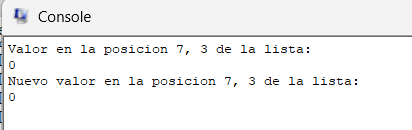 Console
Valor en la posicion 7, 3 de la lista:
0
Nuevo valor en la posicion 7, 3 de la lista:
0